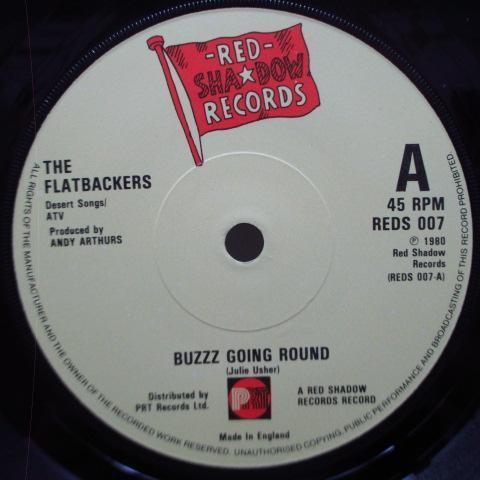 -RED-
SHA★DOW
RECORDS
THE
FLATBACKERS
Desert Songs/
ATV
Produced by
ANDY ARTHURS
A
45 RPM
REDS 007
℗ 1980
Red Shadow
Records
(REDS 007-A)
BUZZZ GOING ROUND
(Julie Usher)
Distributed by
PRT Records Ltd.
A RED SHADOW
RECORDS RECORD
Made in England
ALL RIGHTS OF THE MANUFACTURER AND THE OWNER OF THE RECORDED WORK RESERVED. UNAUTHORISED COPYING, PUBLIC PERFORMANCE AND BROADCASTING OF THIS RECORD PROHIBITED.